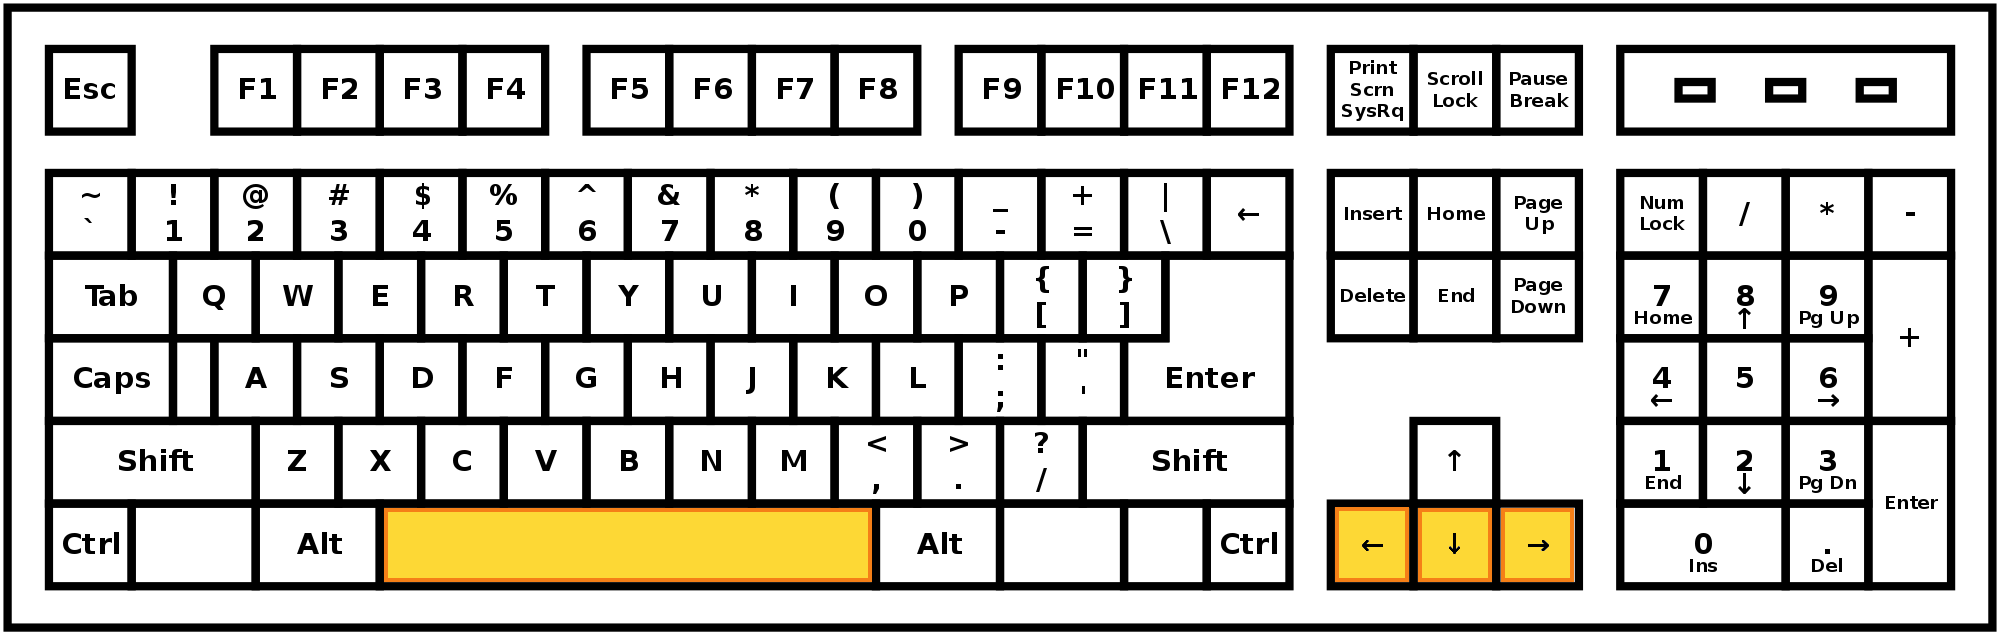 Esc F1 F2 F3 F4 F5 F6 F7 F8 F9 F10 F11 F12
Print
Scrn
SysRq
Scroll
Lock
Pause
Break
~ ! @ # $ % ^ & * ( ) _ + |
` 1 2 3 4 5 6 7 8 9 0 - = \ ←
Insert Home Page
Up
Num
Lock
/ * -
Tab Q W E R T Y U I O P { }
[ ]
Delete End Page
Down
7 8 9
Home ↑ Pg Up
+
Caps A S D F G H J K L : "
; '
Enter
4 5 6
← →
Shift Z X C V B N M < > ?
, . /
Shift
↑
1 2 3
End ↓ Pg Dn
Enter
Ctrl Alt Alt Ctrl
← ↓ →
0 .
Ins Del